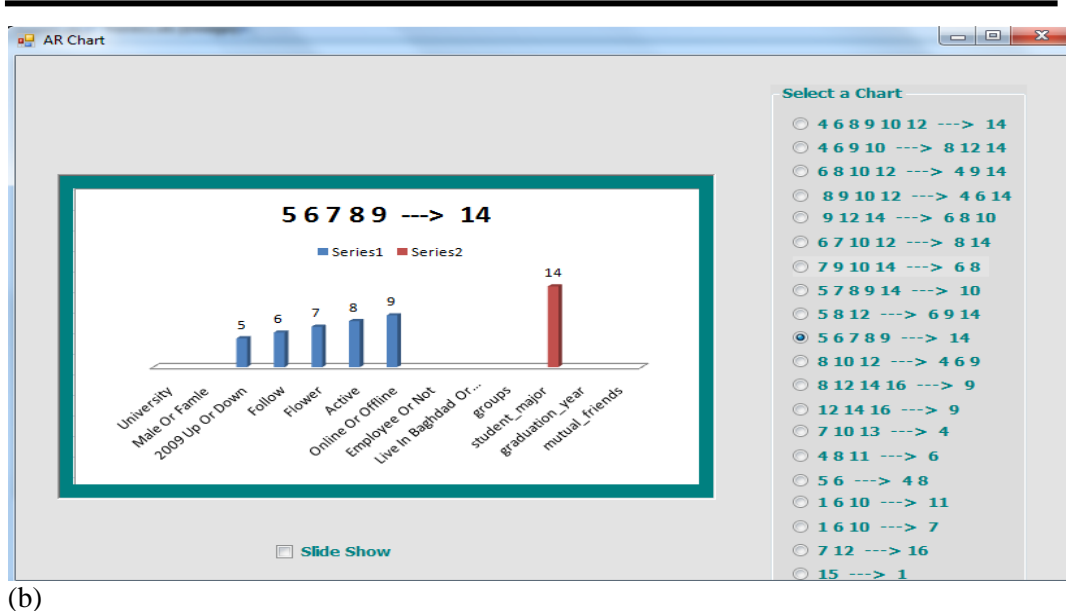 AR Chart
5 6 7 8 9 ---> 14
Series1 Series2
5 6 7 8 9 14
University
Male Or Famle
2009 Up Or Down
Follow
Flower
Active
Online Or Offline
Employee Or Not
Live In Baghdad Or...
groups
student_major
graduation_year
mutual_friends
Slide Show
Select a Chart
4 6 8 9 10 12 ---> 14
4 6 9 10 ---> 8 12 14
6 8 10 12 ---> 4 9 14
8 9 10 12 ---> 4 6 14
9 12 14 ---> 6 8 10
6 7 10 12 ---> 8 14
7 9 10 14 ---> 6 8
5 7 8 9 14 ---> 10
5 8 12 ---> 6 9 14
5 6 7 8 9 ---> 14
8 10 12 ---> 4 6 9
8 12 14 16 ---> 9
12 14 16 ---> 9
7 10 13 ---> 4
4 8 11 ---> 6
5 6 ---> 4 8
1 6 10 ---> 11
1 6 10 ---> 7
7 12 ---> 16
15 ---> 1
(b)